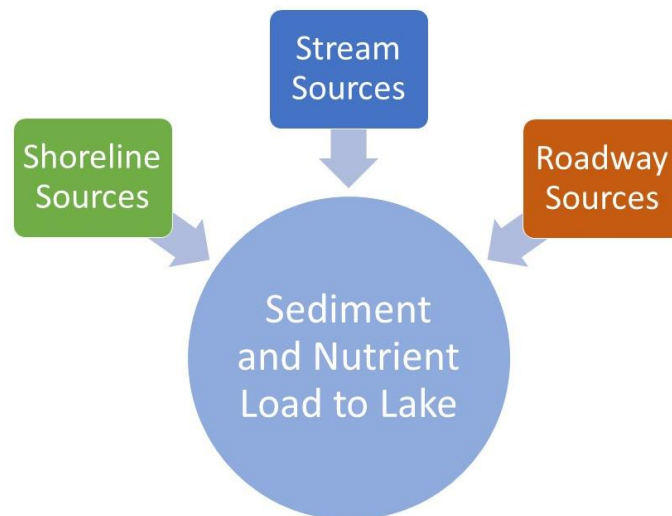 Stream
Sources
Shoreline
Sources
Roadway
Sources
Sediment
and Nutrient
Load to Lake